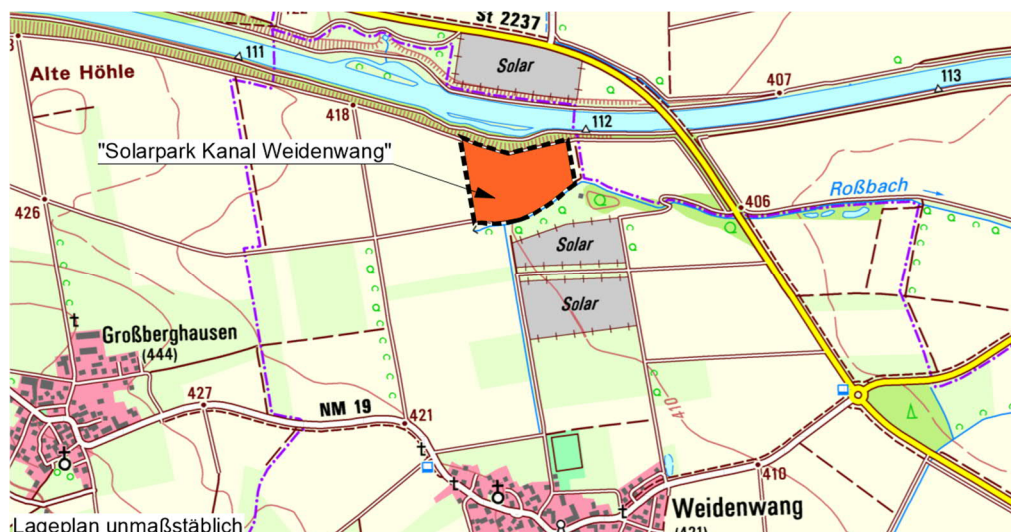 St 2237
111
Solar
407
113
Alte Höhle
418
112
"Solarpark Kanal Weidenwang"
Roßbach
426
406
Solar
Solar
Großberghausen
(444)
427
NM 19
421
410
410
Weidenwang
(421)
Lageplan unmaßstäblich